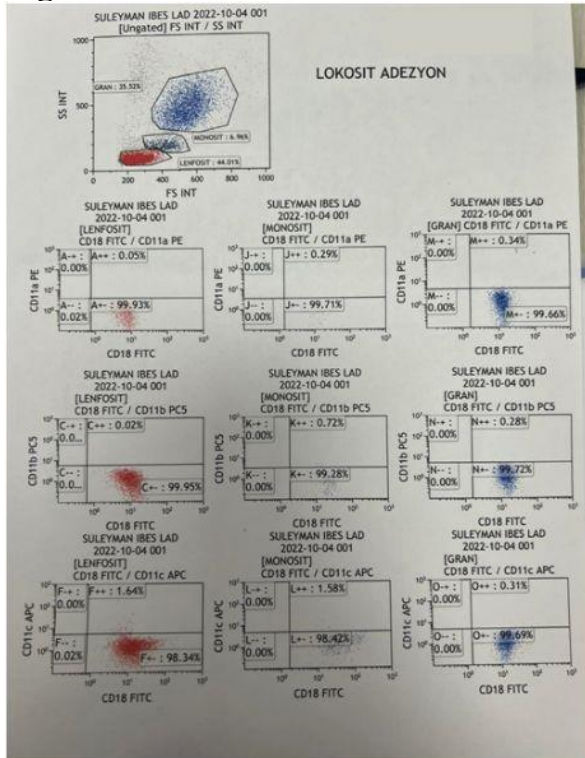 SULEYMAN IBES LAD 2022-10-04 001
[Ungated] FS INT / SS INT
LOKOSIT ADEZYON
1000
GRAN : 35.52%
SS INT
500
MONOSIT : 6.96%
LENFOSIT : 44.01%
0
0 200 400 600 800 1000
FS INT
SULEYMAN IBES LAD
2022-10-04 001
[LENFOSIT]
CD18 FITC / CD11a PE
CD11a PE
A-+ :
0.00%
A++ : 0.05%
A-- :
0.02%
A+- : 99.93%
CD18 FITC
SULEYMAN IBES LAD
2022-10-04 001
[MONOSIT]
CD18 FITC / CD11a PE
CD11a PE
J-+ :
0.00%
J++ : 0.29%
J-- :
0.00%
J+- : 99.71%
CD18 FITC
SULEYMAN IBES LAD
2022-10-04 001
[GRAN] CD18 FITC / CD11a PE
CD11a PE
M-+ :
0.00%
M++ : 0.34%
M-- :
0.00%
M+- : 99.66%
CD18 FITC
SULEYMAN IBES LAD
2022-10-04 001
[LENFOSIT]
CD18 FITC / CD11b PC5
CD11b PC5
C-+ :
0.0...
C++ : 0.02%
C-- :
0.0...
C+- : 99.95%
CD18 FITC
SULEYMAN IBES LAD
2022-10-04 001
[MONOSIT]
CD18 FITC / CD11b PC5
CD11b PC5
K-+ :
0.00%
K++ : 0.72%
K-- :
0.00%
K+- : 99.28%
CD18 FITC
SULEYMAN IBES LAD
2022-10-04 001
[GRAN]
CD18 FITC / CD11b PC5
CD11b PC5
N-+ :
0.00%
N++ : 0.28%
N-- :
0.00%
N+- : 99.72%
CD18 FITC
SULEYMAN IBES LAD
2022-10-04 001
[LENFOSIT]
CD18 FITC / CD11c APC
CD11c APC
F-+ :
0.00%
F++ : 1.64%
F-- :
0.02%
F+- : 98.34%
CD18 FITC
SULEYMAN IBES LAD
2022-10-04 001
[MONOSIT]
CD18 FITC / CD11c APC
CD11c APC
L-+ :
0.00%
L++ : 1.58%
L-- :
0.00%
L+- : 98.42%
CD18 FITC
SULEYMAN IBES LAD
2022-10-04 001
[GRAN]
CD18 FITC / CD11c APC
CD11c APC
O-+ :
0.00%
O++ : 0.31%
O-- :
0.00%
O+- : 99.69%
CD18 FITC